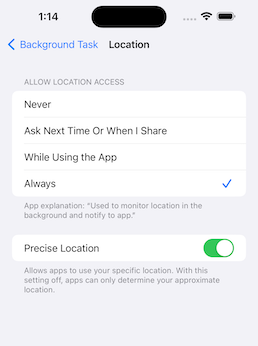 1:14
Background Task
Location
ALLOW LOCATION ACCESS
Never
Ask Next Time Or When I Share
While Using the App
Always
App explanation: “Used to monitor location in the
background and notify to app.”
Precise Location
Allows apps to use your specific location. With this
setting off, apps can only determine your approximate
location.